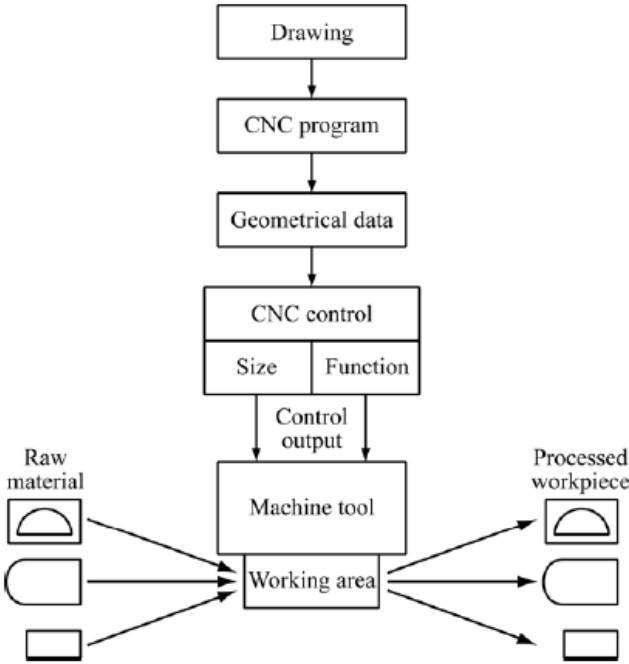 Drawing
CNC program
Geometrical data
CNC control
Size
Function
Control
output
Raw
material
Processed
workpiece
Machine tool
Working area